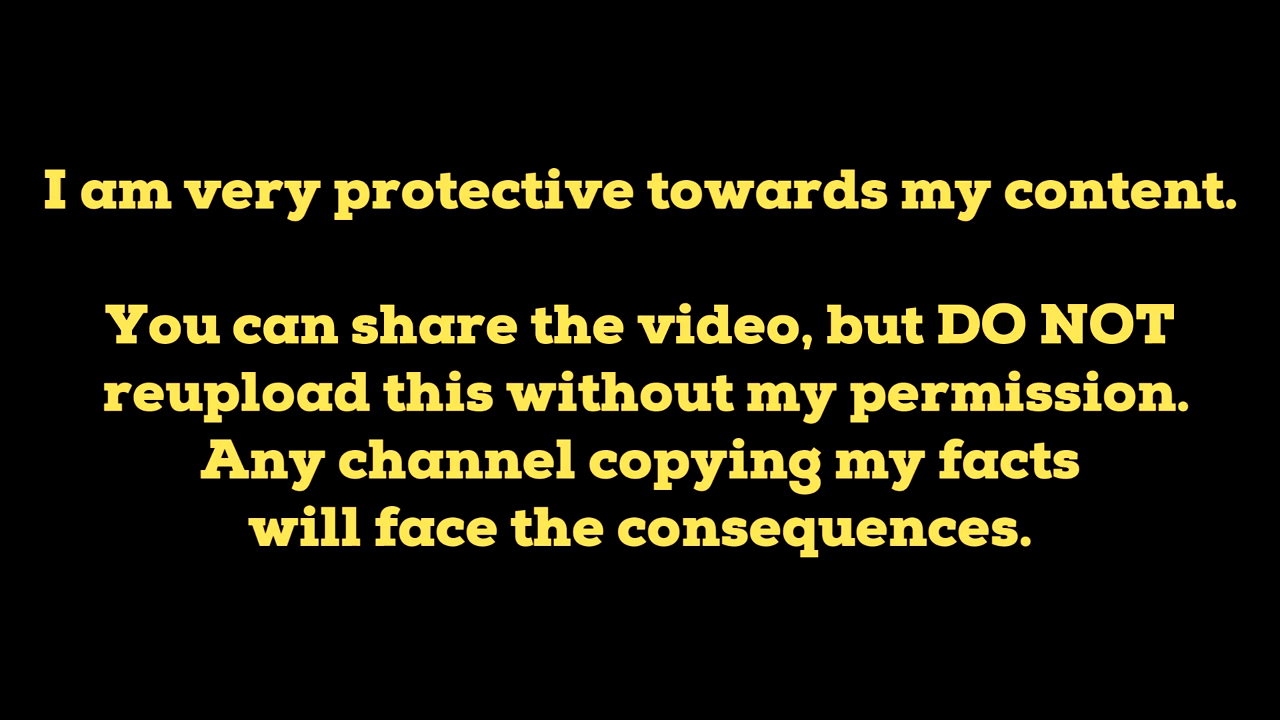 I am very protective towards my content.
You can share the video, but DO NOT
reupload this without my permission.
Any channel copying my facts
will face the consequences.